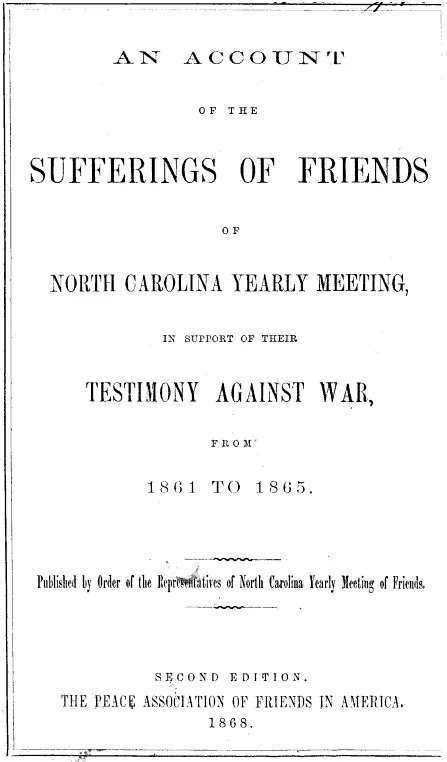 AN ACCOUNT
OF THE
SUFFERINGS OF FRIENDS
OF
NORTH CAROLINA YEARLY MEETING,
IN SUPPORT OF THEIR
TESTIMONY AGAINST WAR,
FROM
1861 TO 1865.
Published by Order of the Representatives of North Carolina Yearly Meeting of Friends.
SECOND EDITION.
THE PEACE ASSOCIATION OF FRIENDS IN AMERICA.
1868.